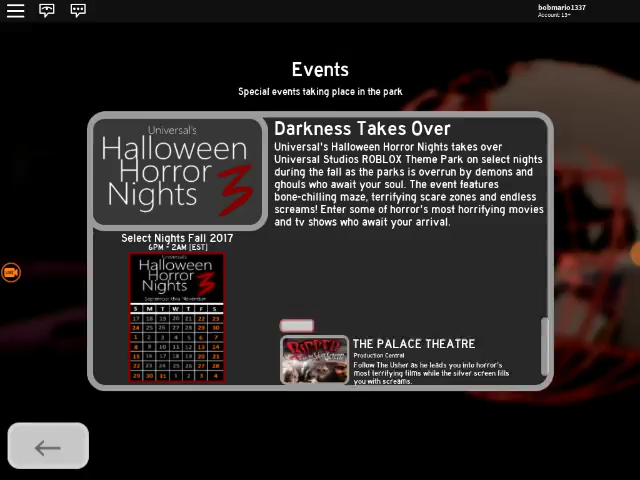 bobmario1337
Account: 13+
Events
Special events taking place in the park
Universal's
Halloween
Horror
Nights 3
Darkness Takes Over
Universal's Halloween Horror Nights takes over
Universal Studios ROBLOX Theme Park on select nights
during the fall as the parks is overrun by demons and
ghouls who await your soul. The event features
bone-chilling maze, terrifying scare zones and endless
screams! Enter some of horror's most horrifying movies
and tv shows who await your arrival.
Select Nights Fall 2017
6PM - 2AM [EST]
Universal's
Halloween
Horror
Nights 3
September thru November
S M T W T F S
17 18 19 20 21 22 23
24 25 26 27 28 29 30
1 2 3 4 5 6 7
8 9 10 11 12 13 14
15 16 17 18 19 20 21
22 23 24 25 26 27 28
29 30 31 1 2 3 4
LIVE
THE PALACE THEATRE
Production Central
Follow The Usher as he leads you into horror's
most terrifying films while the silver screen fills
you with screams.